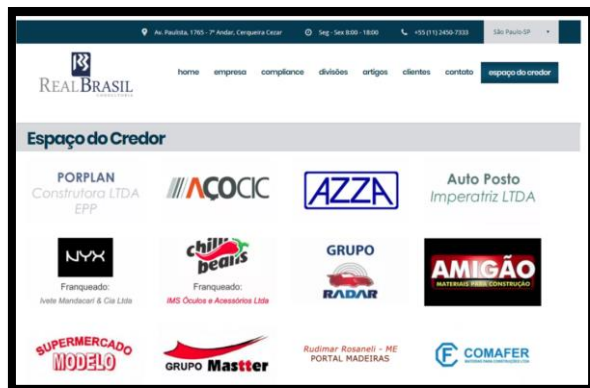 Av. Paulista, 1765 - 7º Andar, Cerqueira Cezar Seg - Sex 8:00 - 18:00 +55 (11) 2450-7333 São Paulo-SP
REALBRASIL
CONSULTORIA
home empresa compliance divisões artigos clientes contato espaço do credor
Espaço do Credor
PORPLAN
Construtora LTDA
EPP
AÇOCIC
AZZA
Auto Posto
Imperatriz LTDA
NYX
Franqueado:
Ivete Mandacari & Cia Ltda
chilli beans
Franqueado:
IMS Óculos e Acessórios Ltda
GRUPO
RADAR
AMIGÃO
MATERIAIS PARA CONSTRUÇÃO
SUPERMERCADO
MODELO
GRUPO Mastter
Rudimar Rosaneli - ME
PORTAL MADEIRAS
COMAFER